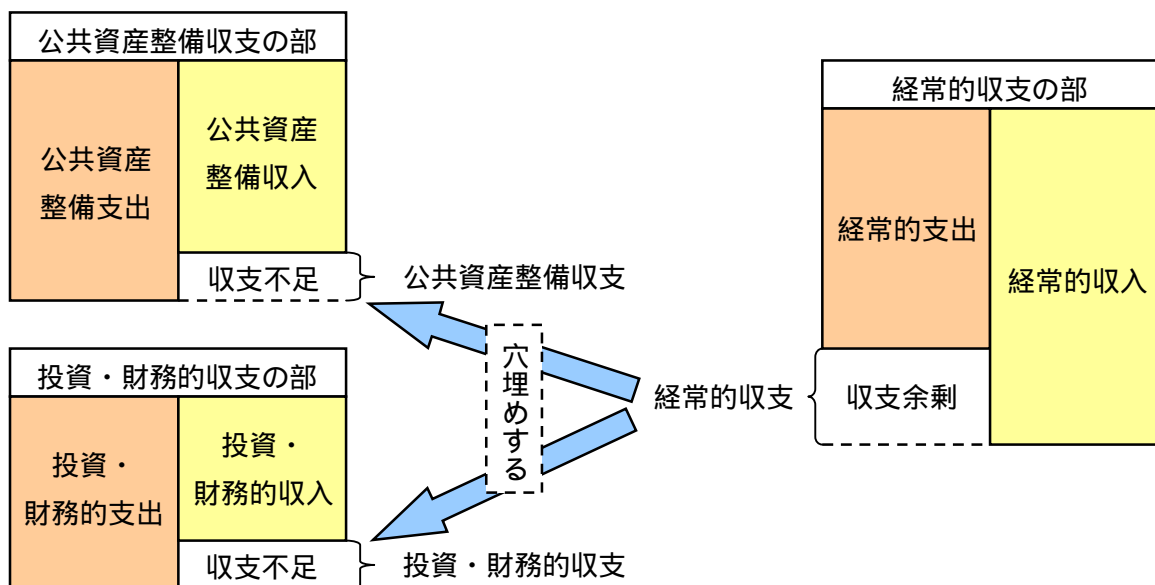 公共資産整備収支の部
公共資産
整備支出
公共資産
整備収入
収支不足
公共資産整備収支
投資・財務的収支の部
投資・
財務的支出
投資・
財務的収入
収支不足
投資・財務的収支
穴埋めする
経常的収支
経常的収支の部
経常的支出
経常的収入
収支余剰